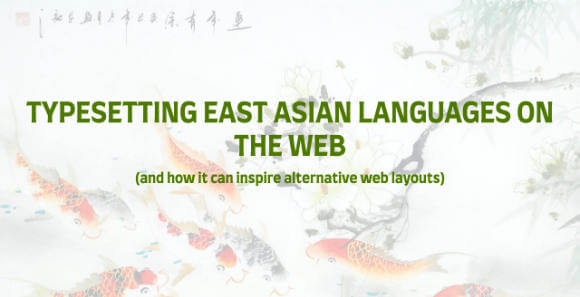 TYPESETTING EAST ASIAN LANGUAGES ON
THE WEB
(and how it can inspire alternative web layouts)